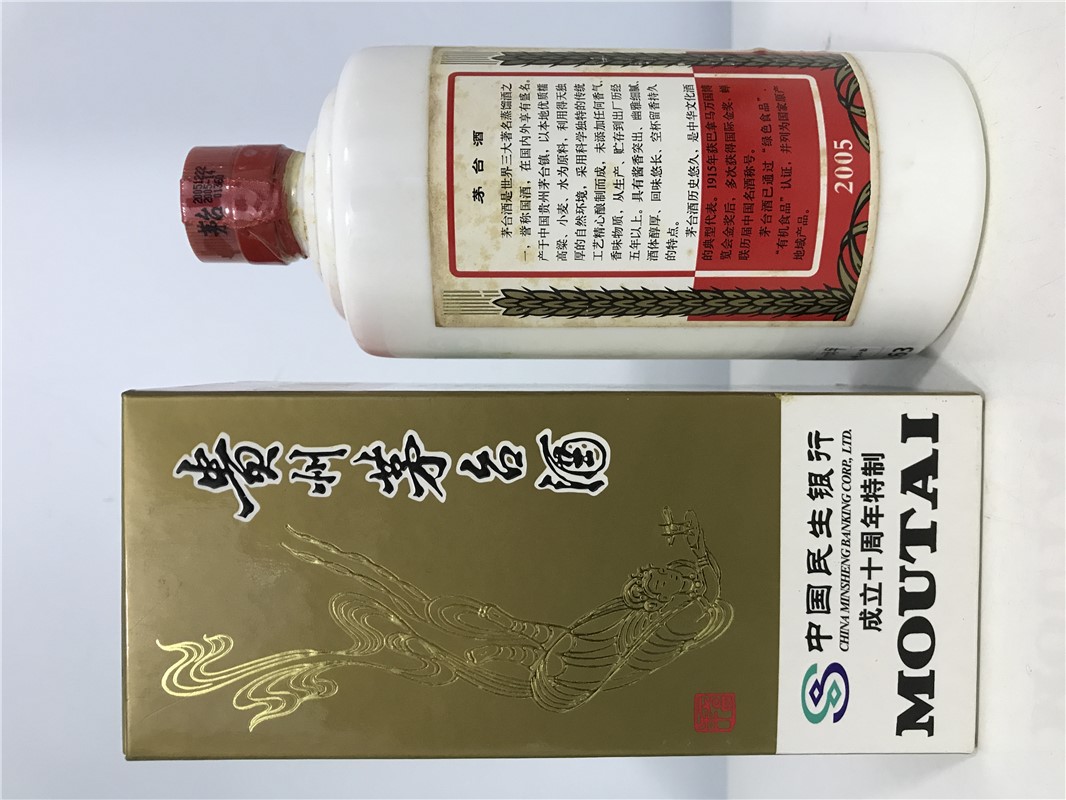 茅台
茅台酒
茅台酒是世界三大著名蒸馏酒之
一，誉称国酒，在国内外享有盛名，
产于中国贵州茅台镇，以本地优质糯
高粱、小麦、水为原料，利用得天独
厚的自然环境，采用科学独特的传统
工艺精心酿制而成，未添加任何香气、
香味物质，从生产、贮存到出厂历经
五年以上。具有酱香突出、幽雅细腻、
酒体醇厚、回味悠长、空杯留香持久
的特点。
茅台酒历史悠久，是中华文化酒
的典型代表。1915年获巴拿马万国博
览会金奖后，多次获得国际金奖，蝉
联历届中国名酒称号。
茅台酒已通过“绿色食品”、
“有机食品”认证，并列为国家原产
地域产品。
2005
贵州茅台酒
中国民生银行
CHINA MINSHENG BANKING CORP., LTD.
成立十周年特制
MOUTAI